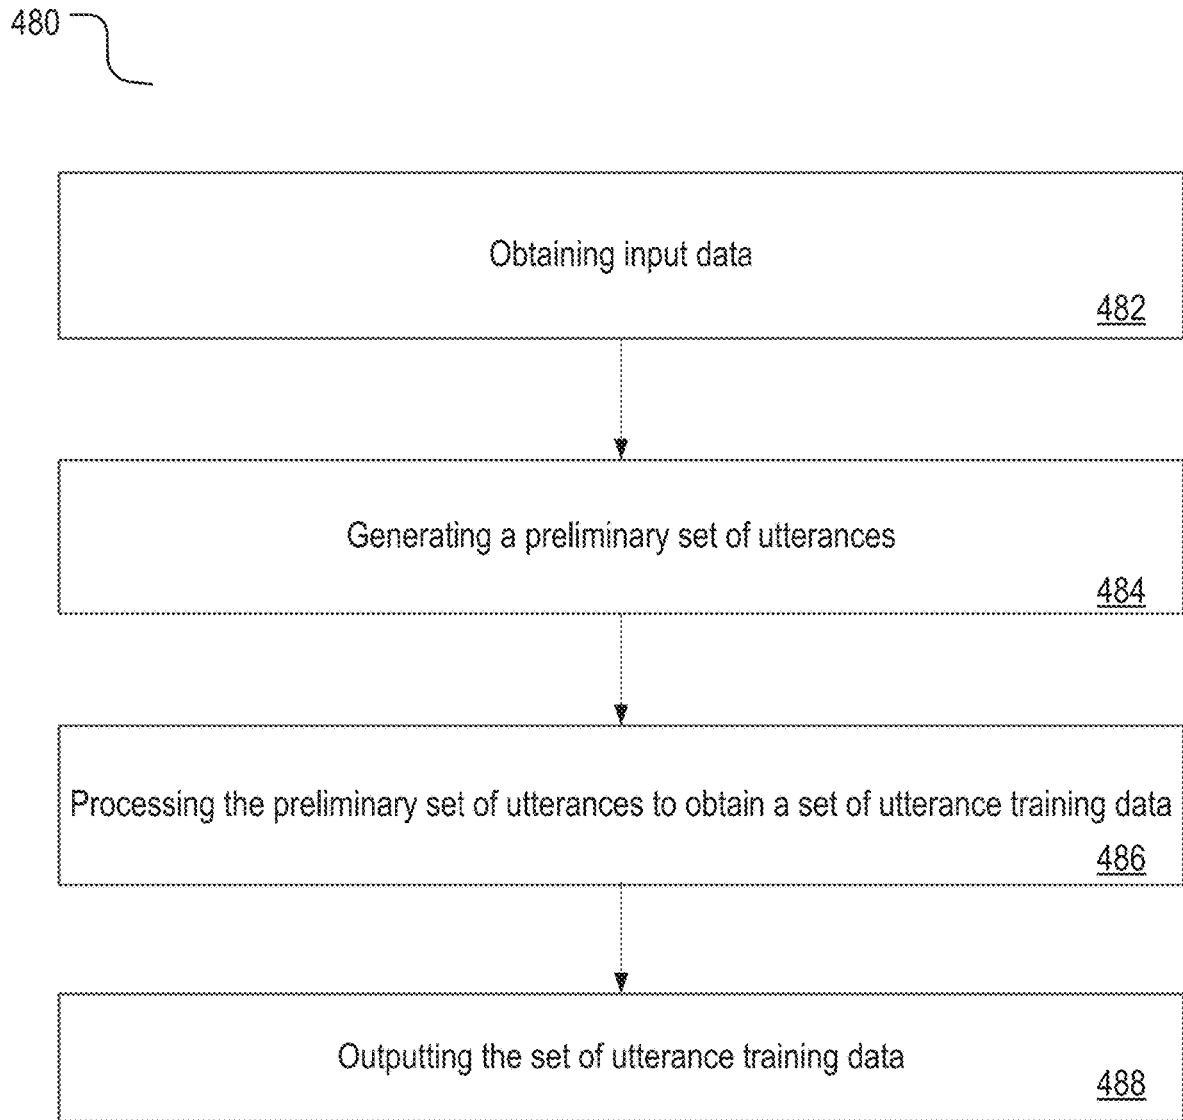 480
Obtaining input data
482
Generating a preliminary set of utterances
484
Processing the preliminary set of utterances to obtain a set of utterance training data
486
Outputting the set of utterance training data
488